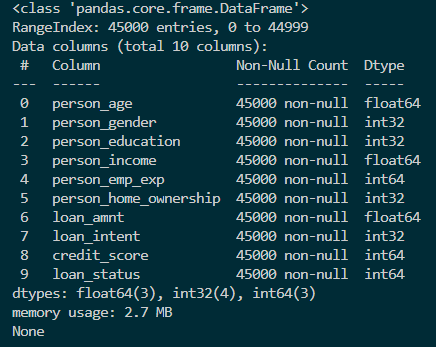 <class 'pandas.core.frame.DataFrame'>
RangeIndex: 45000 entries, 0 to 44999
Data columns (total 10 columns):
 #   Column                 Non-Null Count  Dtype
---  ------                 --------------  -----
 0   person_age             45000 non-null  float64
 1   person_gender          45000 non-null  int32
 2   person_education       45000 non-null  int32
 3   person_income          45000 non-null  float64
 4   person_emp_exp         45000 non-null  int64
 5   person_home_ownership  45000 non-null  int32
 6   loan_amnt              45000 non-null  float64
 7   loan_intent            45000 non-null  int32
 8   credit_score           45000 non-null  int64
 9   loan_status            45000 non-null  int64
dtypes: float64(3), int32(4), int64(3)
memory usage: 2.7 MB
None